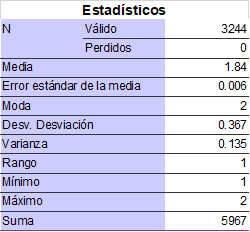 Estadísticos
N Válido 3244
Perdidos 0
Media 1.84
Error estándar de la media 0.006
Moda 2
Desv. Desviación 0.367
Varianza 0.135
Rango 1
Mínimo 1
Máximo 2
Suma 5967